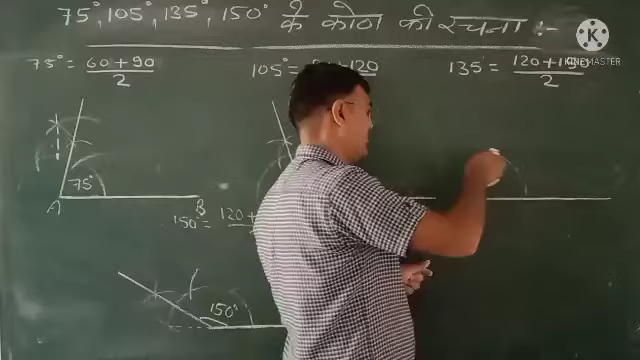 75°, 105°, 135°, 150° के कोण की रचना :-
75° = 60 + 90 / 2
105° = + 120
135° = 120 + 150 / 2
KINEMASTER
75°
A B
150° = 120 +
150°